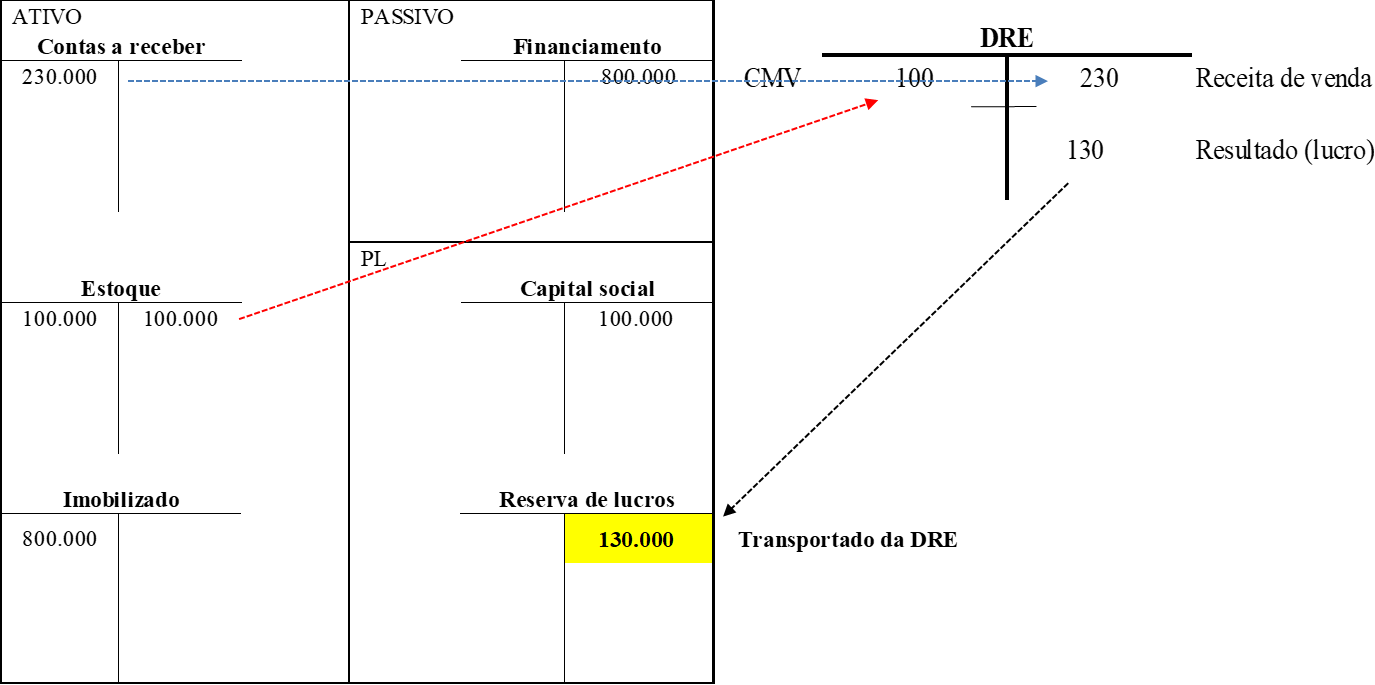 ATIVO
Contas a receber
230.000
Estoque
100.000 100.000
Imobilizado
800.000
PASSIVO
Financiamento
800.000
PL
Capital social
100.000
Reserva de lucros
130.000
Transportado da DRE
DRE
CMV 100 230 Receita de venda
130 Resultado (lucro)